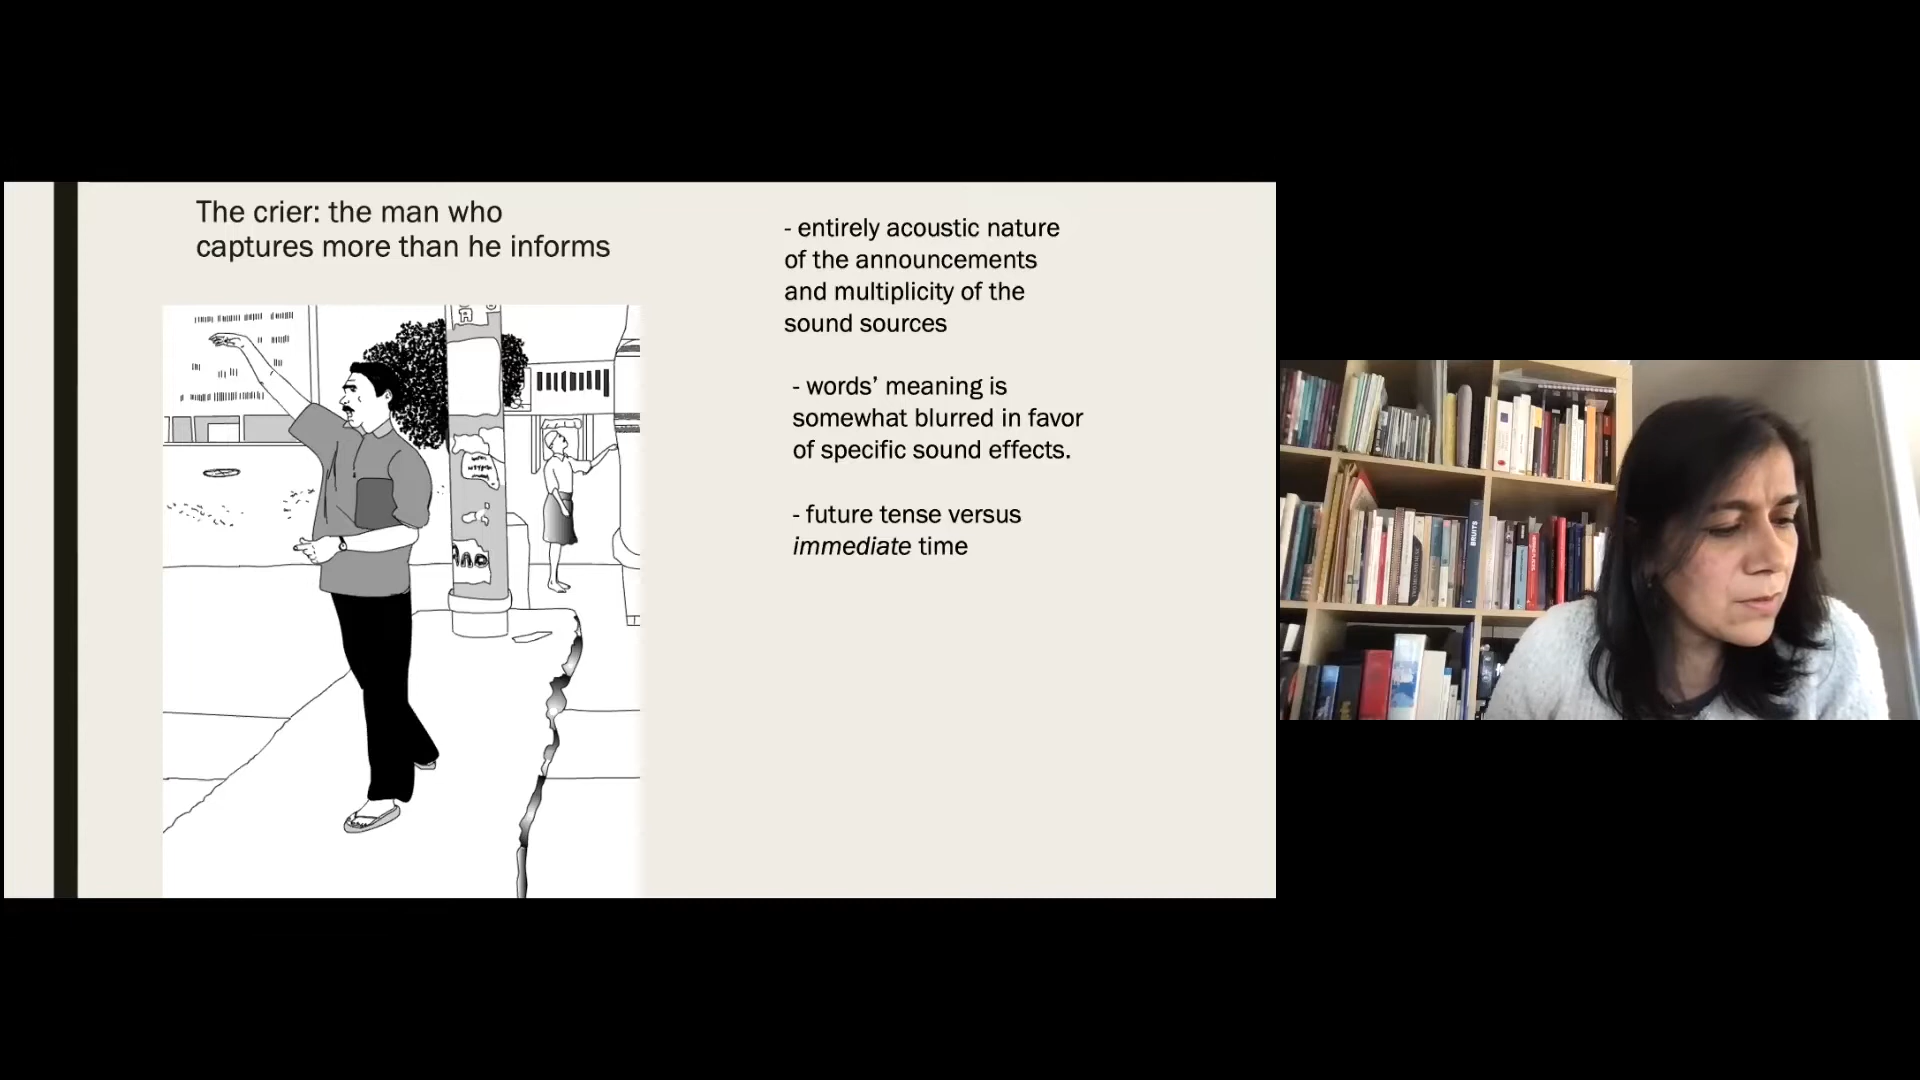 The crier: the man who
captures more than he informs
- entirely acoustic nature
of the announcements
and multiplicity of the
sound sources
- words’ meaning is
somewhat blurred in favor
of specific sound effects.
- future tense versus
immediate time
BRUITS